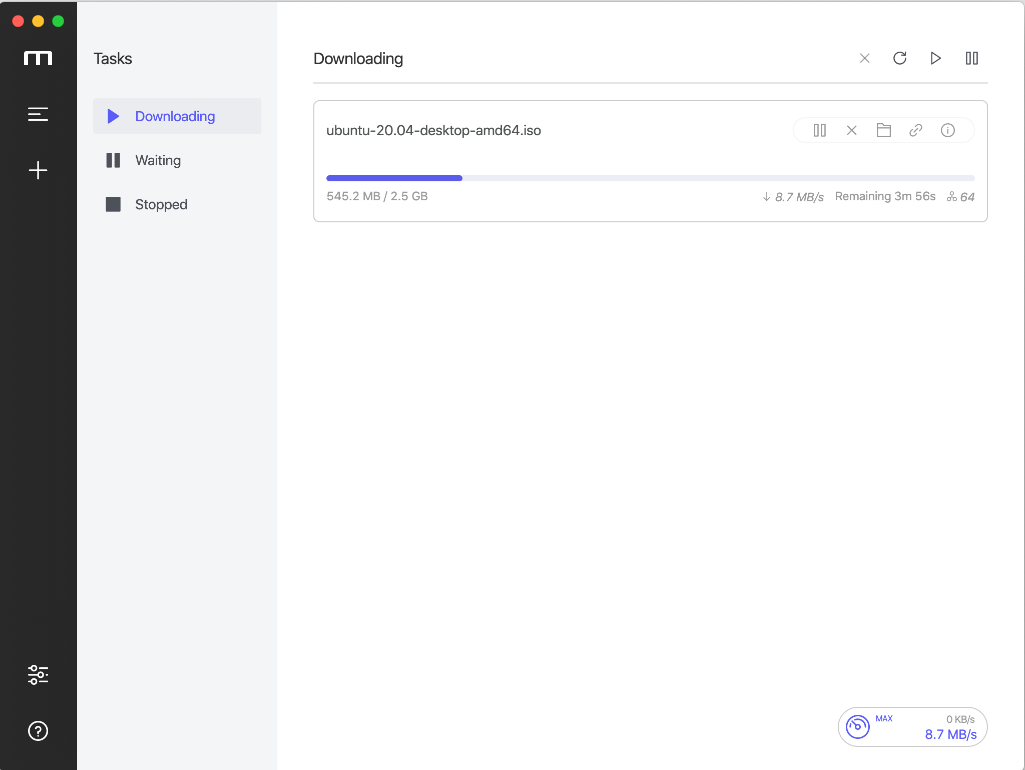 Tasks
Downloading
Waiting
Stopped
Downloading
ubuntu-20.04-desktop-amd64.iso
545.2 MB / 2.5 GB
↓ 8.7 MB/s Remaining 3m 56s 64
MAX 0 KB/s
8.7 MB/s